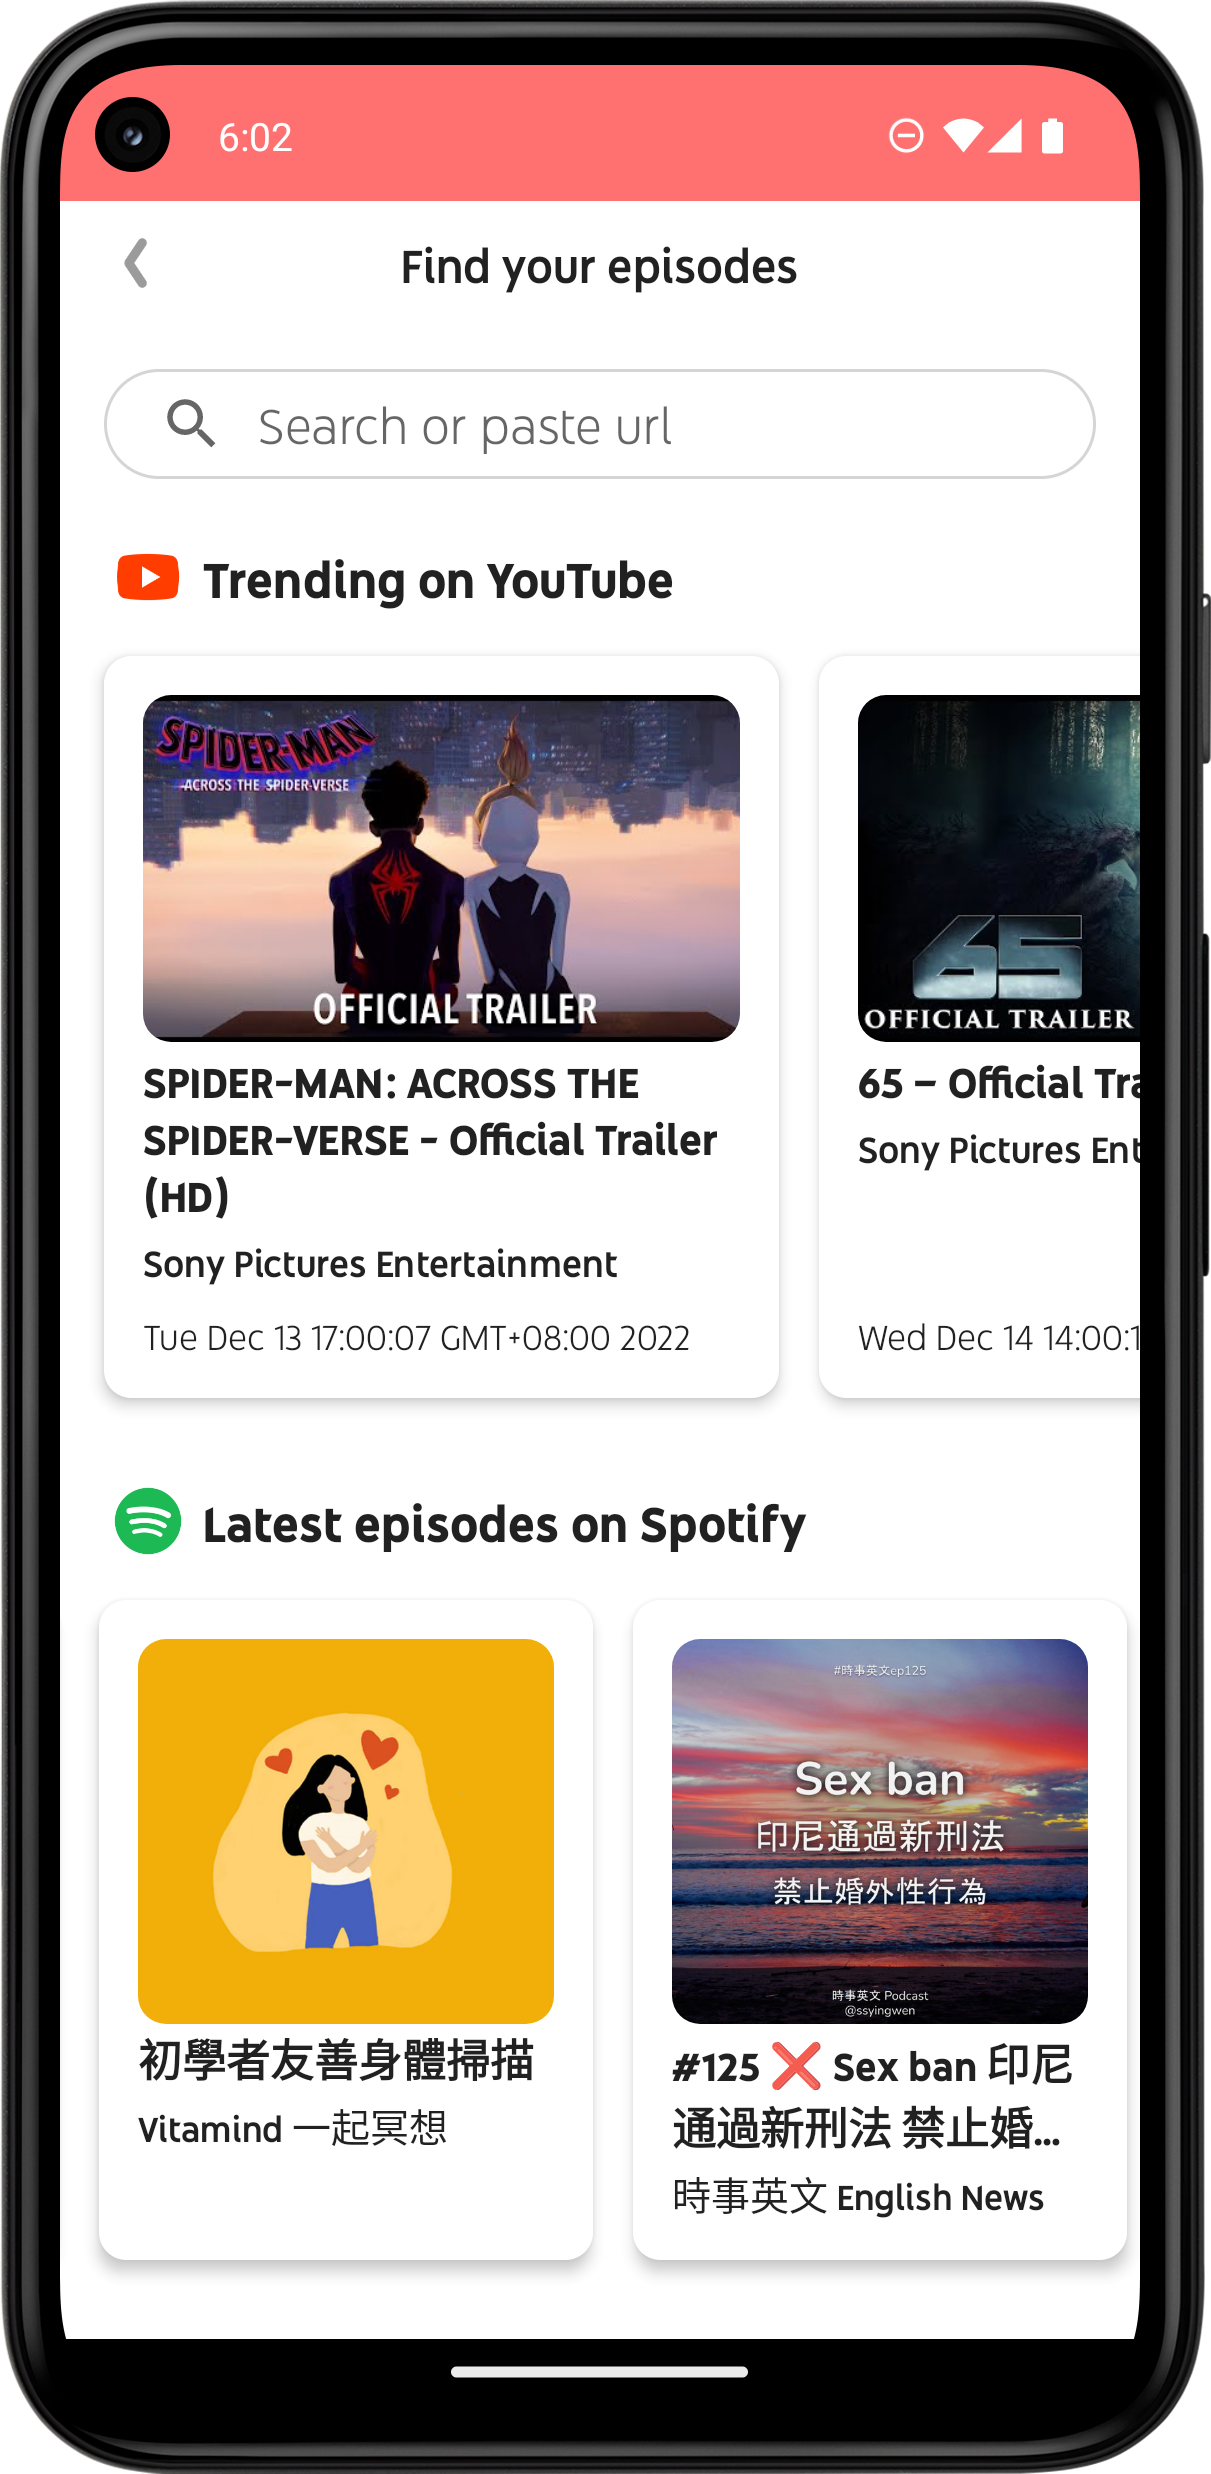 6:02
Find your episodes
Search or paste url
Trending on YouTube
SPIDER-MAN
ACROSS THE SPIDER-VERSE
OFFICIAL TRAILER
SPIDER-MAN: ACROSS THE
SPIDER-VERSE - Official Trailer
(HD)
Sony Pictures Entertainment
Tue Dec 13 17:00:07 GMT+08:00 2022
65
OFFICIAL TRAILER
65 – Official Tra
Sony Pictures Ent
Wed Dec 14 14:00:1
Latest episodes on Spotify
初學者友善身體掃描
Vitamind 一起冥想
#時事英文ep125
Sex ban
印尼通過新刑法
禁止婚外性行為
時事英文 Podcast
@ssyingwen
#125 ❌ Sex ban 印尼
通過新刑法 禁止婚...
時事英文 English News